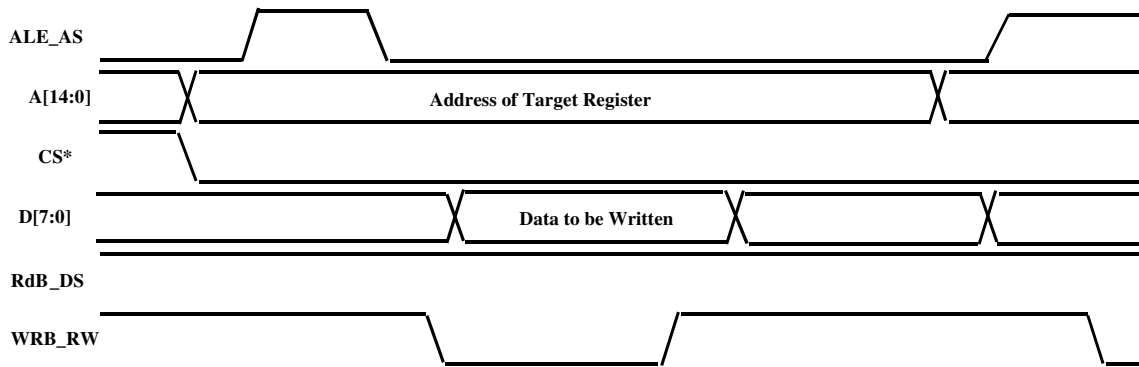 ALE_AS
A[14:0]
Address of Target Register
CS*
D[7:0]
Data to be Written
RdB_DS
WRB_RW